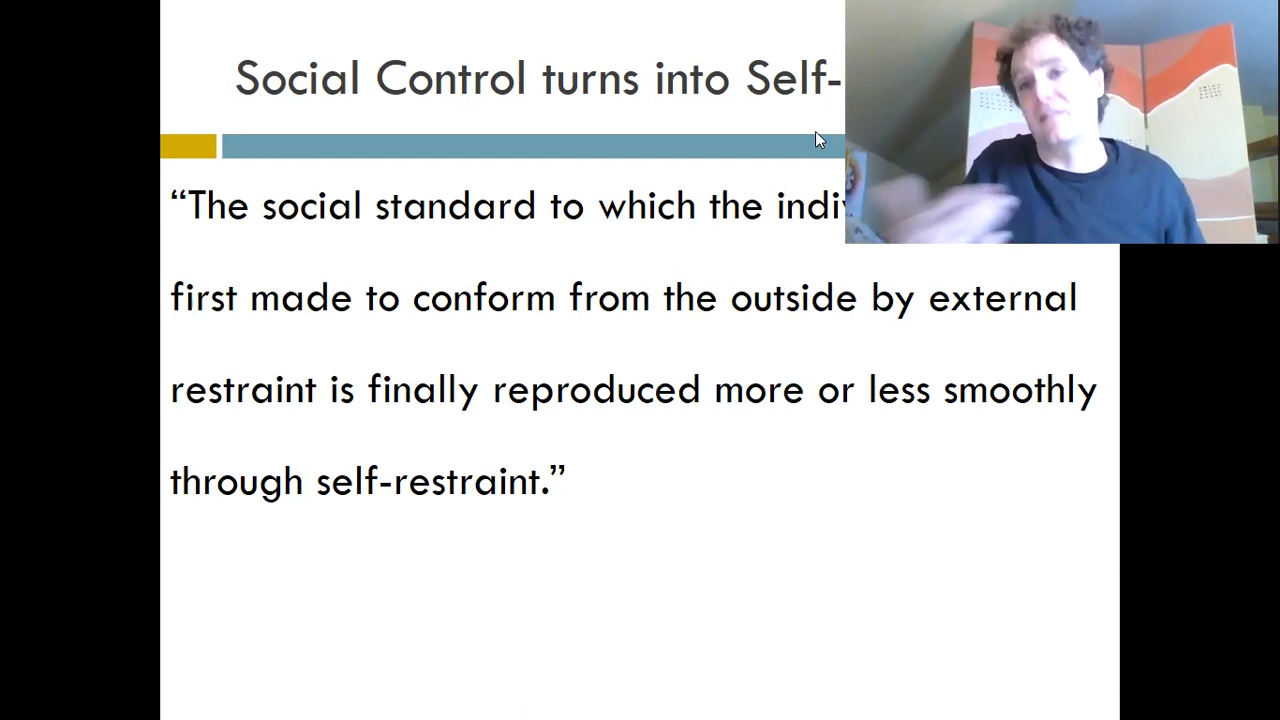 Social Control turns into Self-
“The social standard to which the
first made to conform from the outside by external
restraint is finally reproduced more or less smoothly
through self-restraint.”